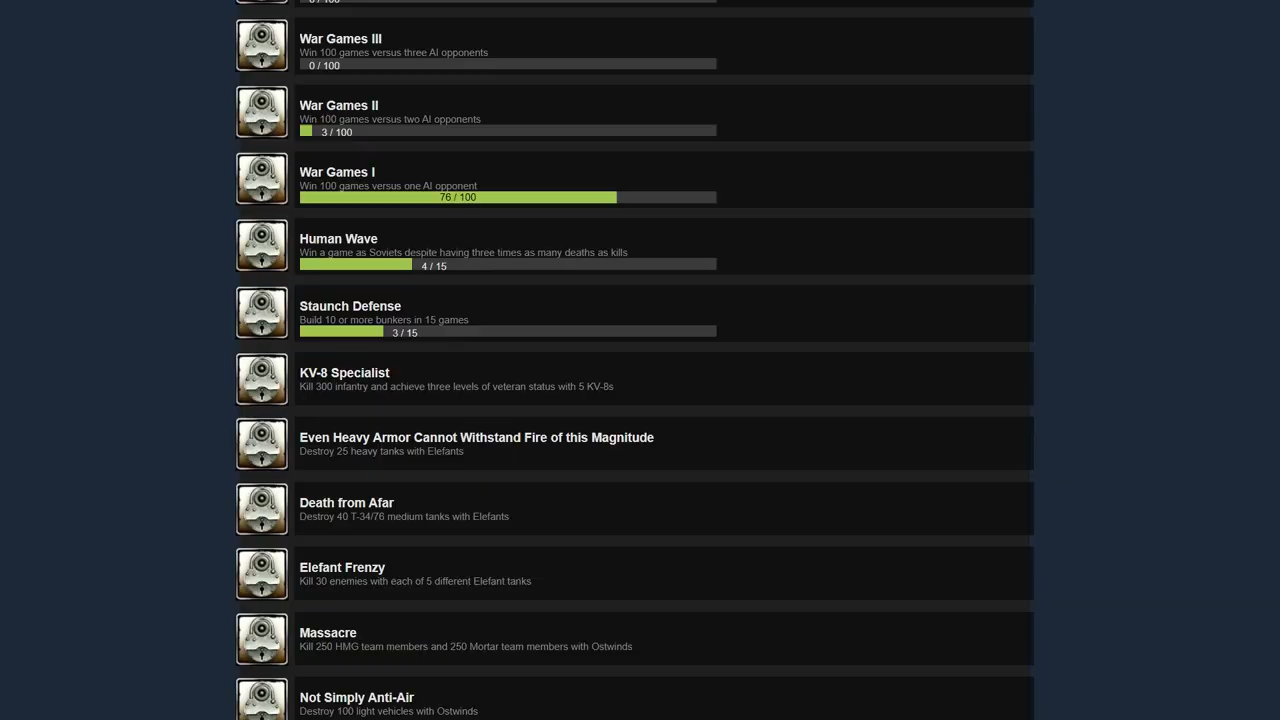 0 / 100
War Games III
Win 100 games versus three AI opponents
0 / 100
War Games II
Win 100 games versus two AI opponents
3 / 100
War Games I
Win 100 games versus one AI opponent
76 / 100
Human Wave
Win a game as Soviets despite having three times as many deaths as kills
4 / 15
Staunch Defense
Build 10 or more bunkers in 15 games
3 / 15
KV-8 Specialist
Kill 300 infantry and achieve three levels of veteran status with 5 KV-8s
Even Heavy Armor Cannot Withstand Fire of this Magnitude
Destroy 25 heavy tanks with Elefants
Death from Afar
Destroy 40 T-34/76 medium tanks with Elefants
Elefant Frenzy
Kill 30 enemies with each of 5 different Elefant tanks
Massacre
Kill 250 HMG team members and 250 Mortar team members with Ostwinds
Not Simply Anti-Air
Destroy 100 light vehicles with Ostwinds